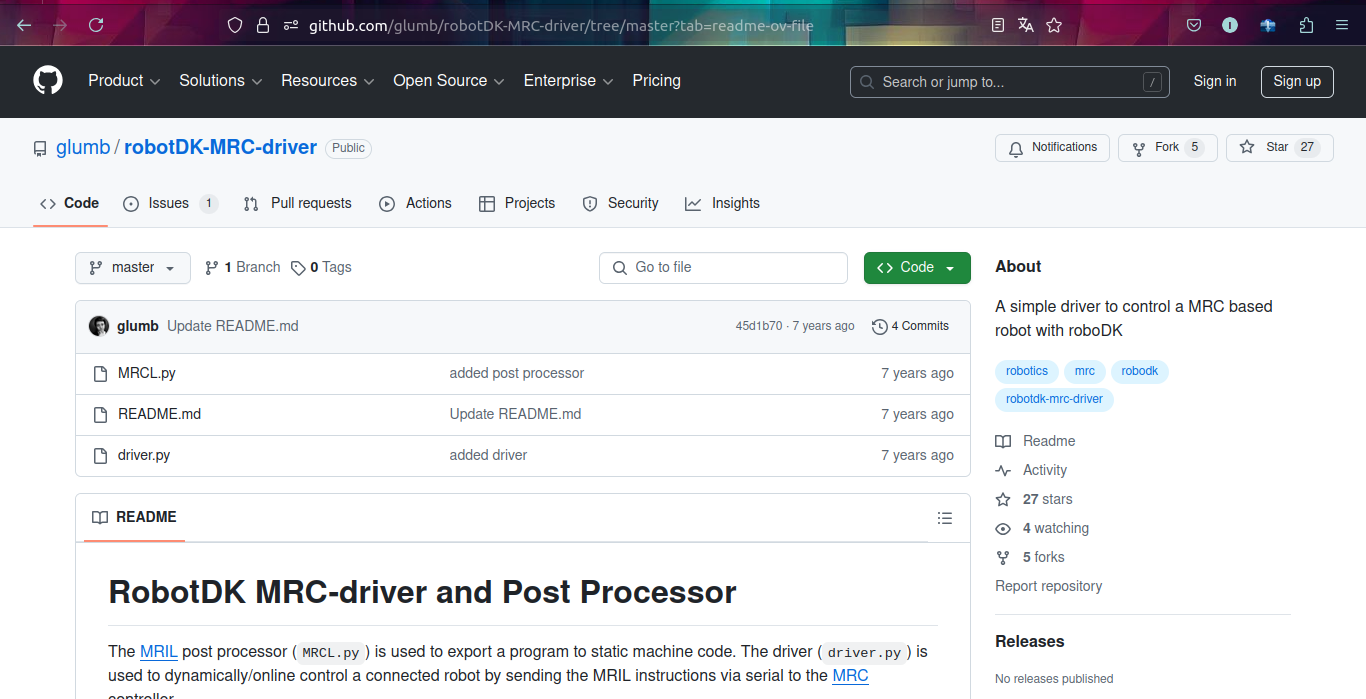 github.com/glumb/robotDK-MRC-driver/tree/master?tab=readme-ov-file
Product Solutions Resources Open Source Enterprise Pricing Search or jump to... / Sign in Sign up
glumb / robotDK-MRC-driver Public Notifications Fork 5 Star 27
Code Issues 1 Pull requests Actions Projects Security Insights
master 1 Branch 0 Tags Go to file Code
glumb Update README.md 45d1b70 · 7 years ago 4 Commits
MRCL.py added post processor 7 years ago
README.md Update README.md 7 years ago
driver.py added driver 7 years ago
README
RobotDK MRC-driver and Post Processor
The MRIL post processor ( MRCL.py ) is used to export a program to static machine code. The driver ( driver.py ) is
used to dynamically/online control a connected robot by sending the MRIL instructions via serial to the MRC
controller.
About
A simple driver to control a MRC based
robot with roboDK
robotics mrc robodk
robotdk-mrc-driver
Readme
Activity
27 stars
4 watching
5 forks
Report repository
Releases
No releases published